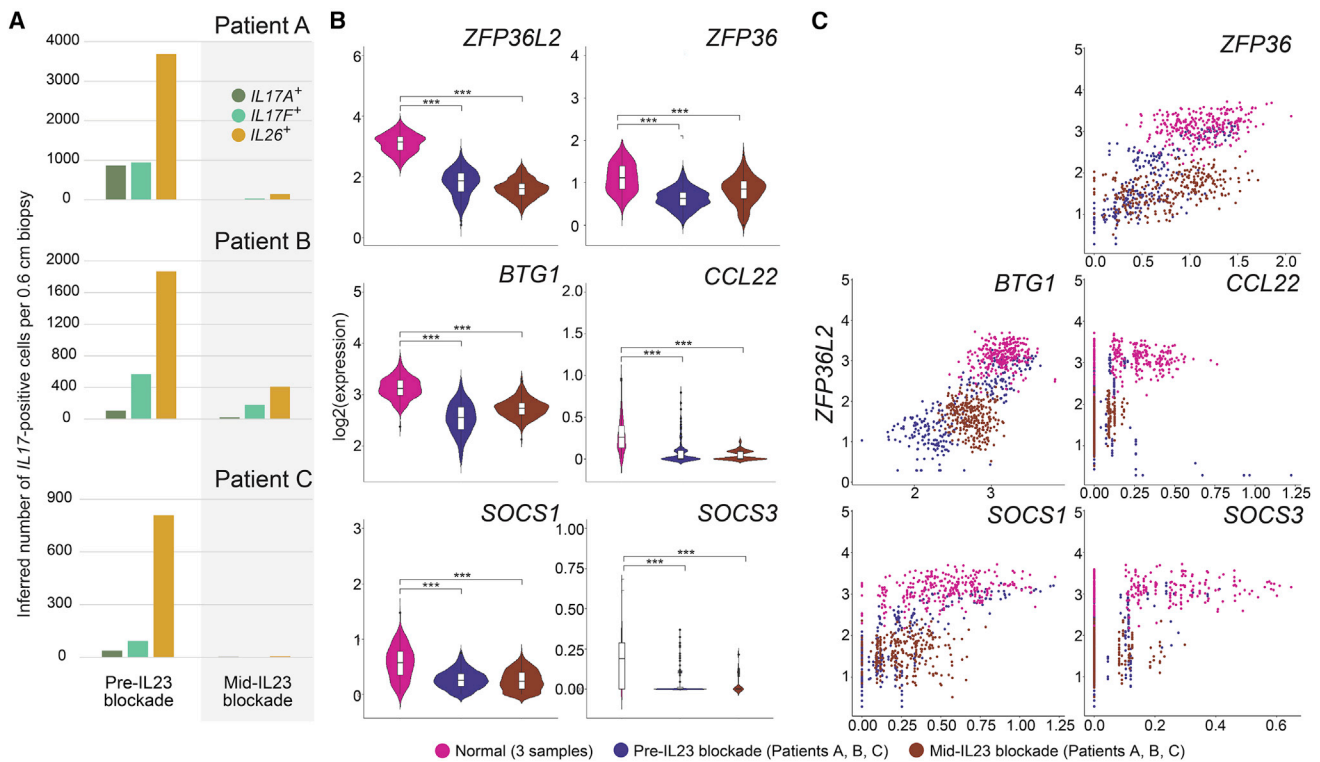 A
Inferred number of IL17-positive cells per 0.6 cm biopsy
Patient A
4000
3000
2000
1000
0
IL17A+
IL17F+
IL26+
Patient B
2000
1600
1200
800
400
0
Patient C
900
600
300
0
Pre-IL23
blockade
Mid-IL23
blockade
B
log2(expression)
ZFP36L2
6
4
2
0
***
***
ZFP36
4
3
2
1
0
***
***
BTG1
5
4
3
2
***
***
CCL22
2.0
1.5
1.0
0.5
0
***
***
SOCS1
3
2
1
0
***
***
SOCS3
1.00
0.75
0.50
0.25
0.00
***
***
C
ZFP36L2
ZFP36
5
4
3
2
1
0.0 0.5 1.0 1.5 2.0
BTG1
5
4
3
2
1
0
2 3
CCL22
5
4
3
2
1
0
0.00 0.25 0.50 0.75 1.00 1.25
SOCS1
5
4
3
2
1
0.00 0.25 0.50 0.75 1.00 1.25
SOCS3
5
4
3
2
1
0.0 0.2 0.4 0.6
Normal (3 samples) Pre-IL23 blockade (Patients A, B, C) Mid-IL23 blockade (Patients A, B, C)